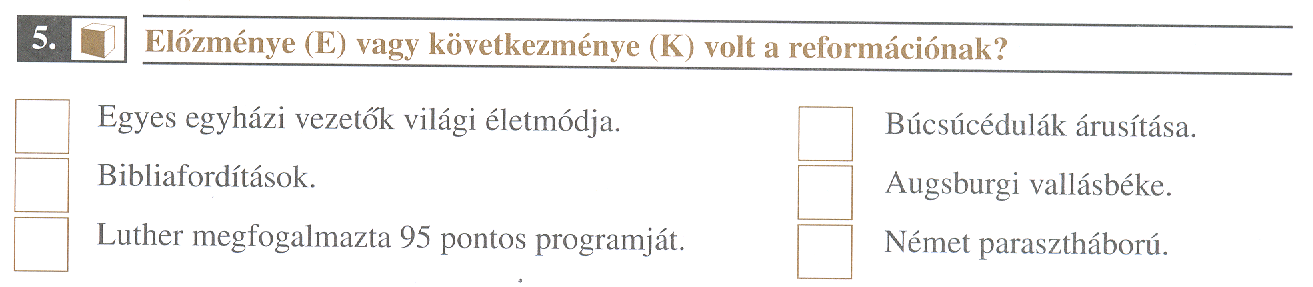 5. Előzménye (E) vagy következménye (K) volt a reformációnak?
Egyes egyházi vezetők világi életmódja.
Bibliafordítások.
Luther megfogalmazta 95 pontos programját.
Búcsúcédulák árusítása.
Augsburgi vallásbéke.
Német parasztháború.